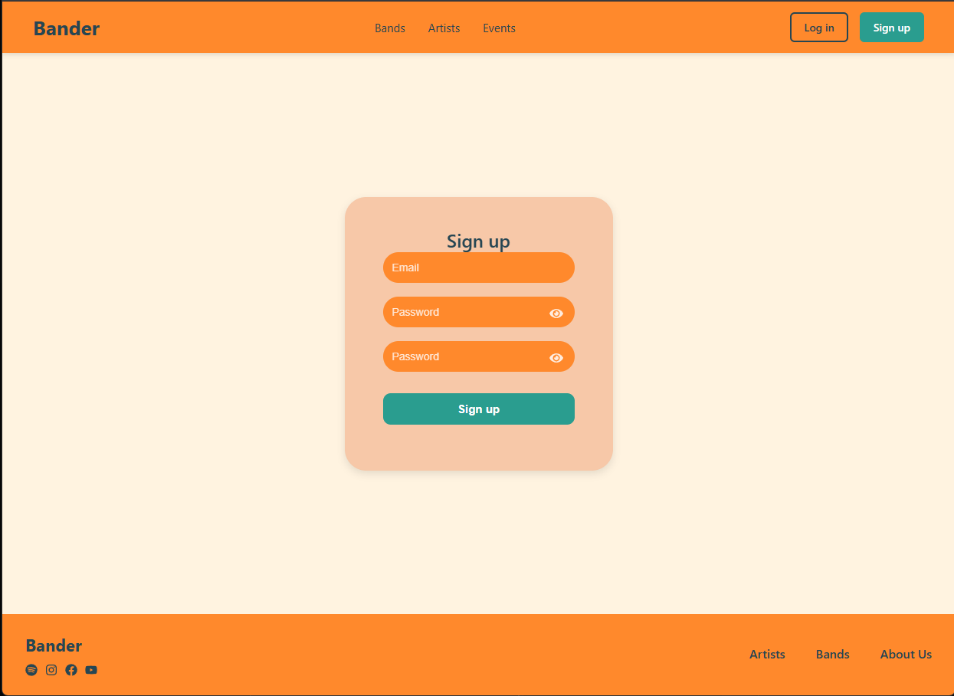 Bander
Bands Artists Events
Log in
Sign up
Sign up
Email
Password
Password
Sign up
Bander
Artists Bands About Us